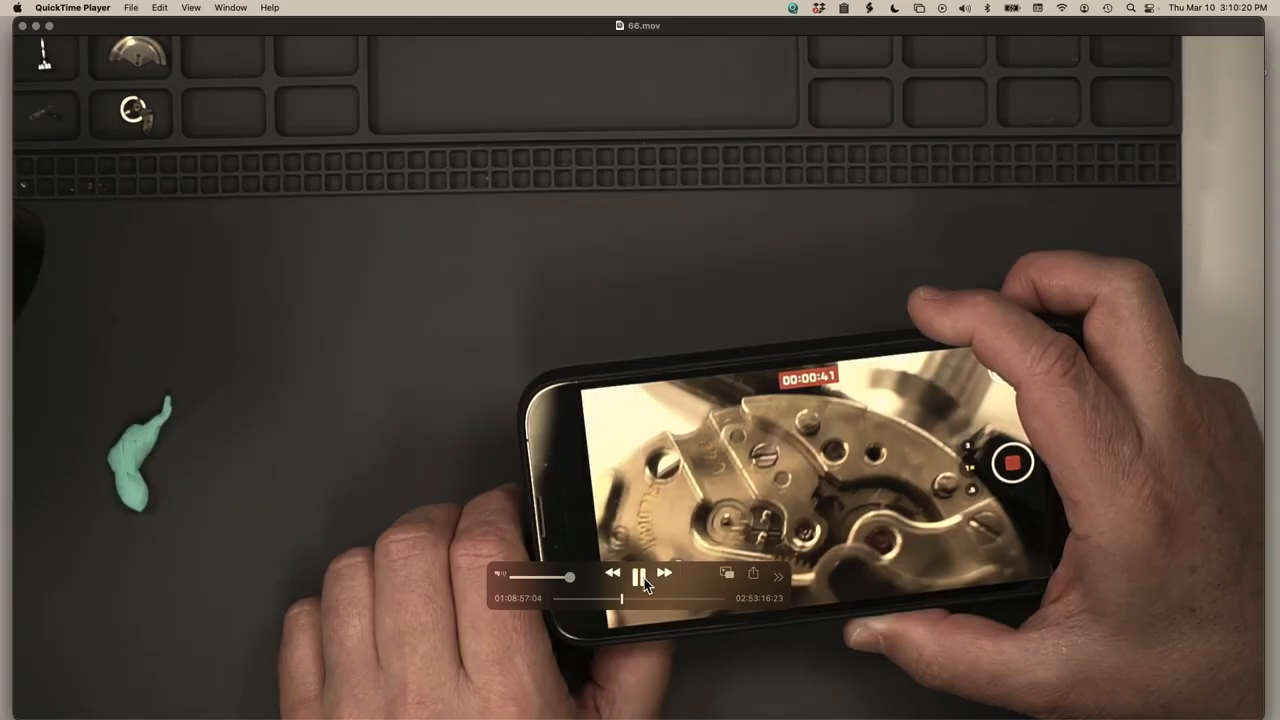 QuickTime Player File Edit View Window Help Thu Mar 10 3:10:20 PM
66.mov
00:00:41
01:08:57:04 02:53:16:23